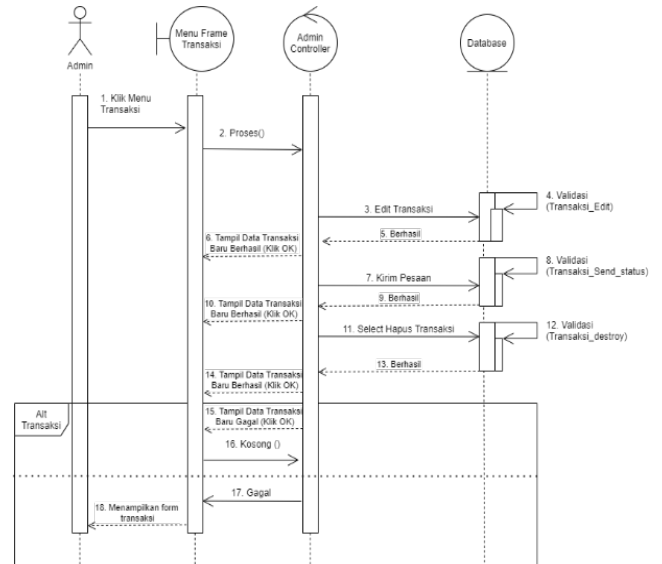 Menu Frame
Transaksi
Admin
Controller
Database
Admin
1. Klik Menu
Transaksi
2. Proses()
3. Edit Transaksi
4. Validasi
(Transaksi_Edit)
5. Berhasil
6. Tampil Data Transaksi
Baru Berhasil (Klik OK)
7. Kirim Pesaan
8. Validasi
(Transaksi_Send_status)
9. Berhasil
10. Tampil Data Transaksi
Baru Berhasil (Klik OK)
11. Select Hapus Transaksi
12. Validasi
(Transaksi_destroy)
13. Berhasil
14. Tampil Data Transaksi
Baru Berhasil (Klik OK)
Alt
Transaksi
15. Tampil Data Transaksi
Baru Gagal (Klik OK)
16. Kosong ()
17. Gagal
18. Menampilkan form
transaksi